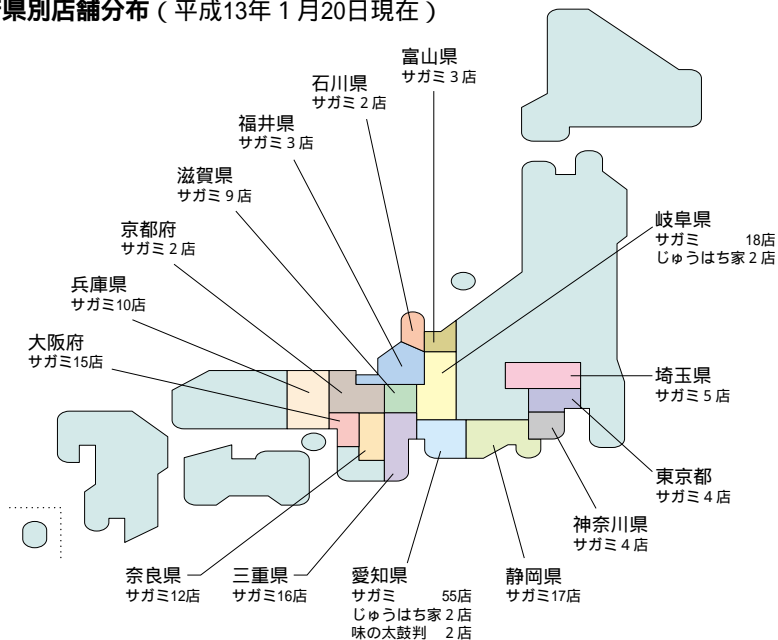 県別店舗分布（平成13年１月20日現在）
富山県
サガミ３店
石川県
サガミ２店
福井県
サガミ３店
滋賀県
サガミ９店
京都府
サガミ２店
兵庫県
サガミ10店
大阪府
サガミ15店
岐阜県
サガミ 18店
じゅうはち家２店
埼玉県
サガミ５店
東京都
サガミ４店
神奈川県
サガミ４店
静岡県
サガミ17店
愛知県
サガミ 55店
じゅうはち家２店
味の太鼓判 ２店
三重県
サガミ16店
奈良県
サガミ12店